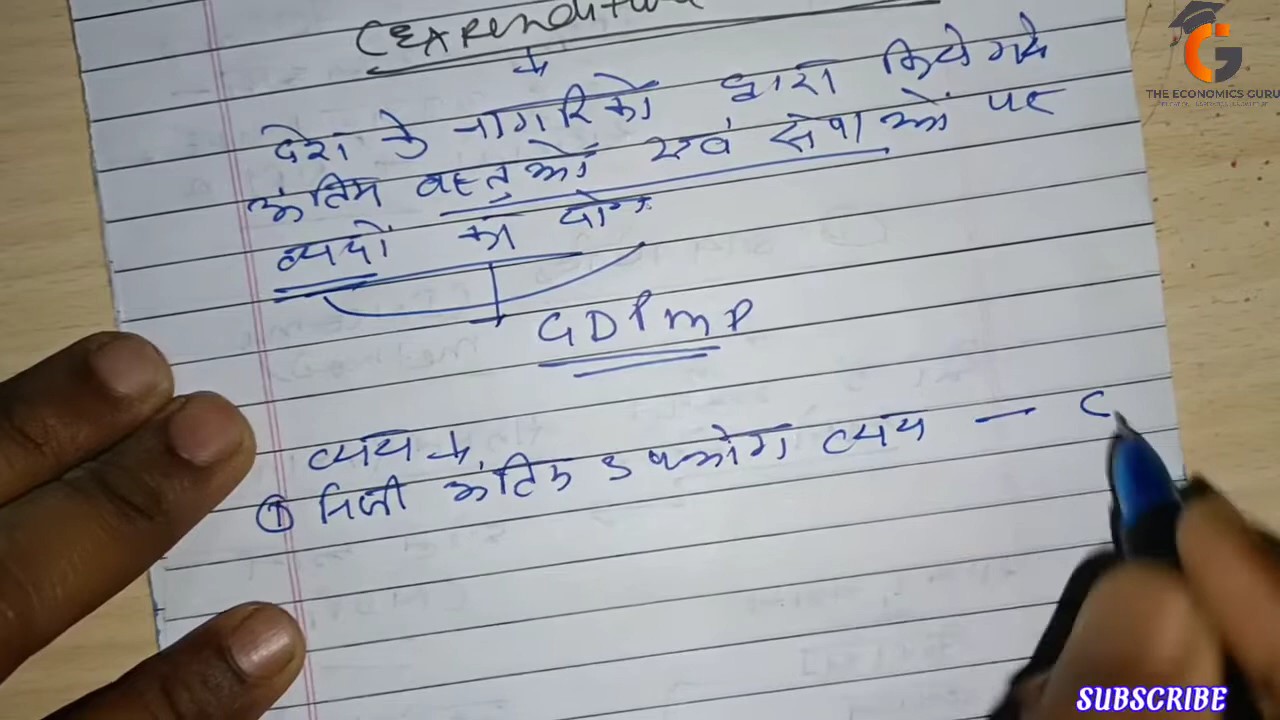 (Expenditure
देश के नागरिकों द्वारा किये गये
अंतिम वस्तुओं एवं सेवाओं पर
व्ययों का योग
GDPMP
व्यय
① निजी अंतिम उपभोग व्यय — C
THE ECONOMICS GURU
SUBSCRIBE